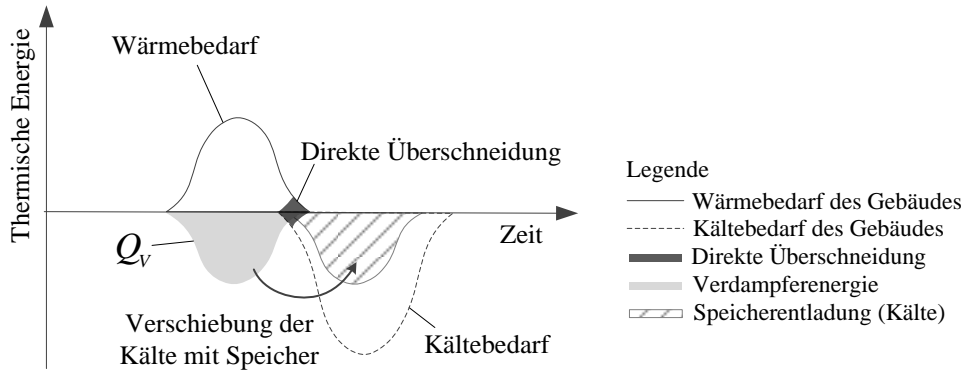 Thermische Energie
Wärmebedarf
Direkte Überschneidung
Zeit
Q_V
Verschiebung der
Kälte mit Speicher
Kältebedarf
Legende
Wärmebedarf des Gebäudes
Kältebedarf des Gebäudes
Direkte Überschneidung
Verdampferenergie
Speicherentladung (Kälte)